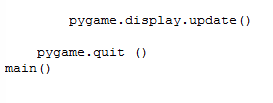 pygame.display.update()
pygame.quit ()
main()